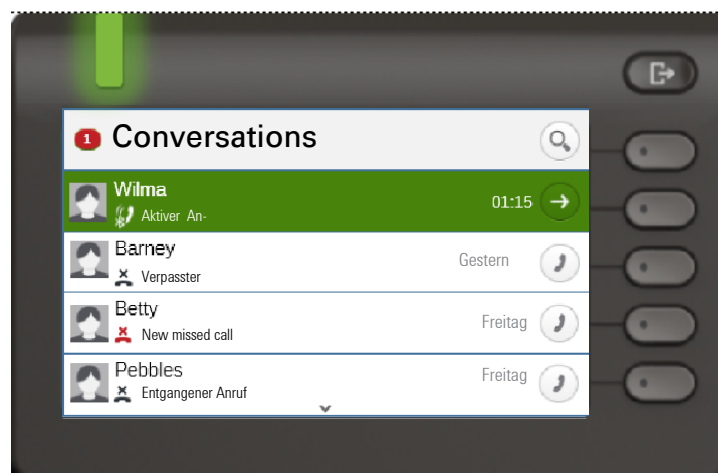 1 Conversations
Wilma
Aktiver An-
01:15
Barney
Verpasster
Gestern
Betty
New missed call
Freitag
Pebbles
Entgangener Anruf
Freitag